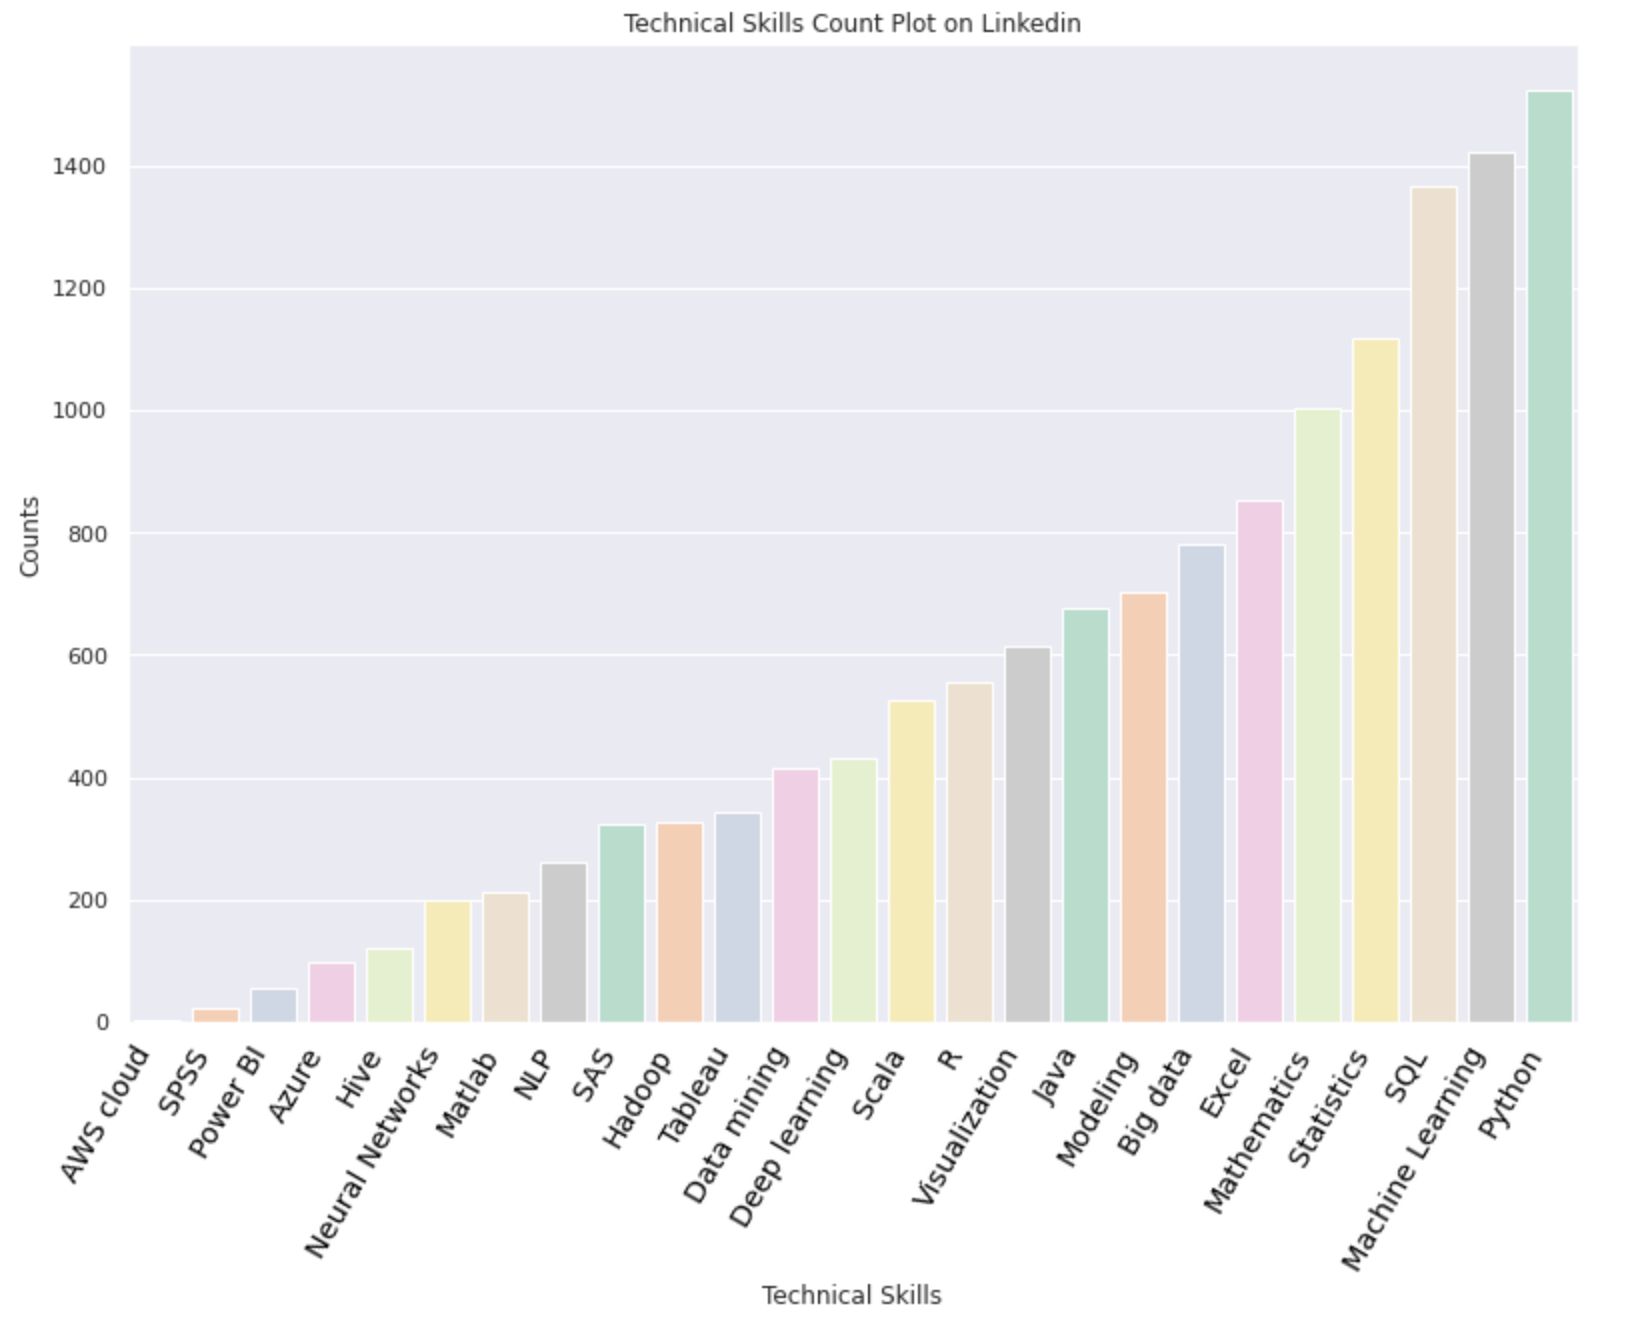 Technical Skills Count Plot on Linkedin
1400
1200
1000
800
600
400
200
0
Counts
AWS cloud
SPSS
Power BI
Azure
Hive
Neural Networks
Matlab
NLP
SAS
Hadoop
Tableau
Data mining
Deep learning
Scala
R
Visualization
Java
Modeling
Big data
Excel
Mathematics
Statistics
SQL
Machine Learning
Python
Technical Skills